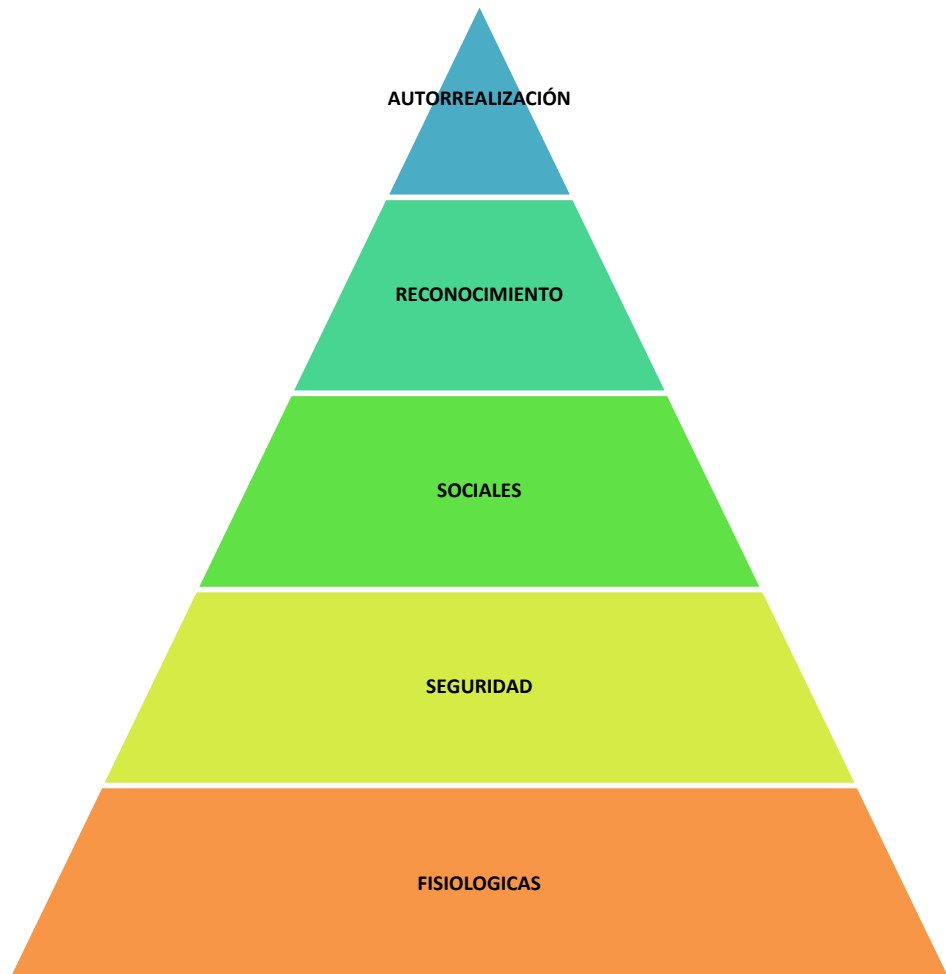 AUTORREALIZACIÓN
RECONOCIMIENTO
SOCIALES
SEGURIDAD
FISIOLOGICAS